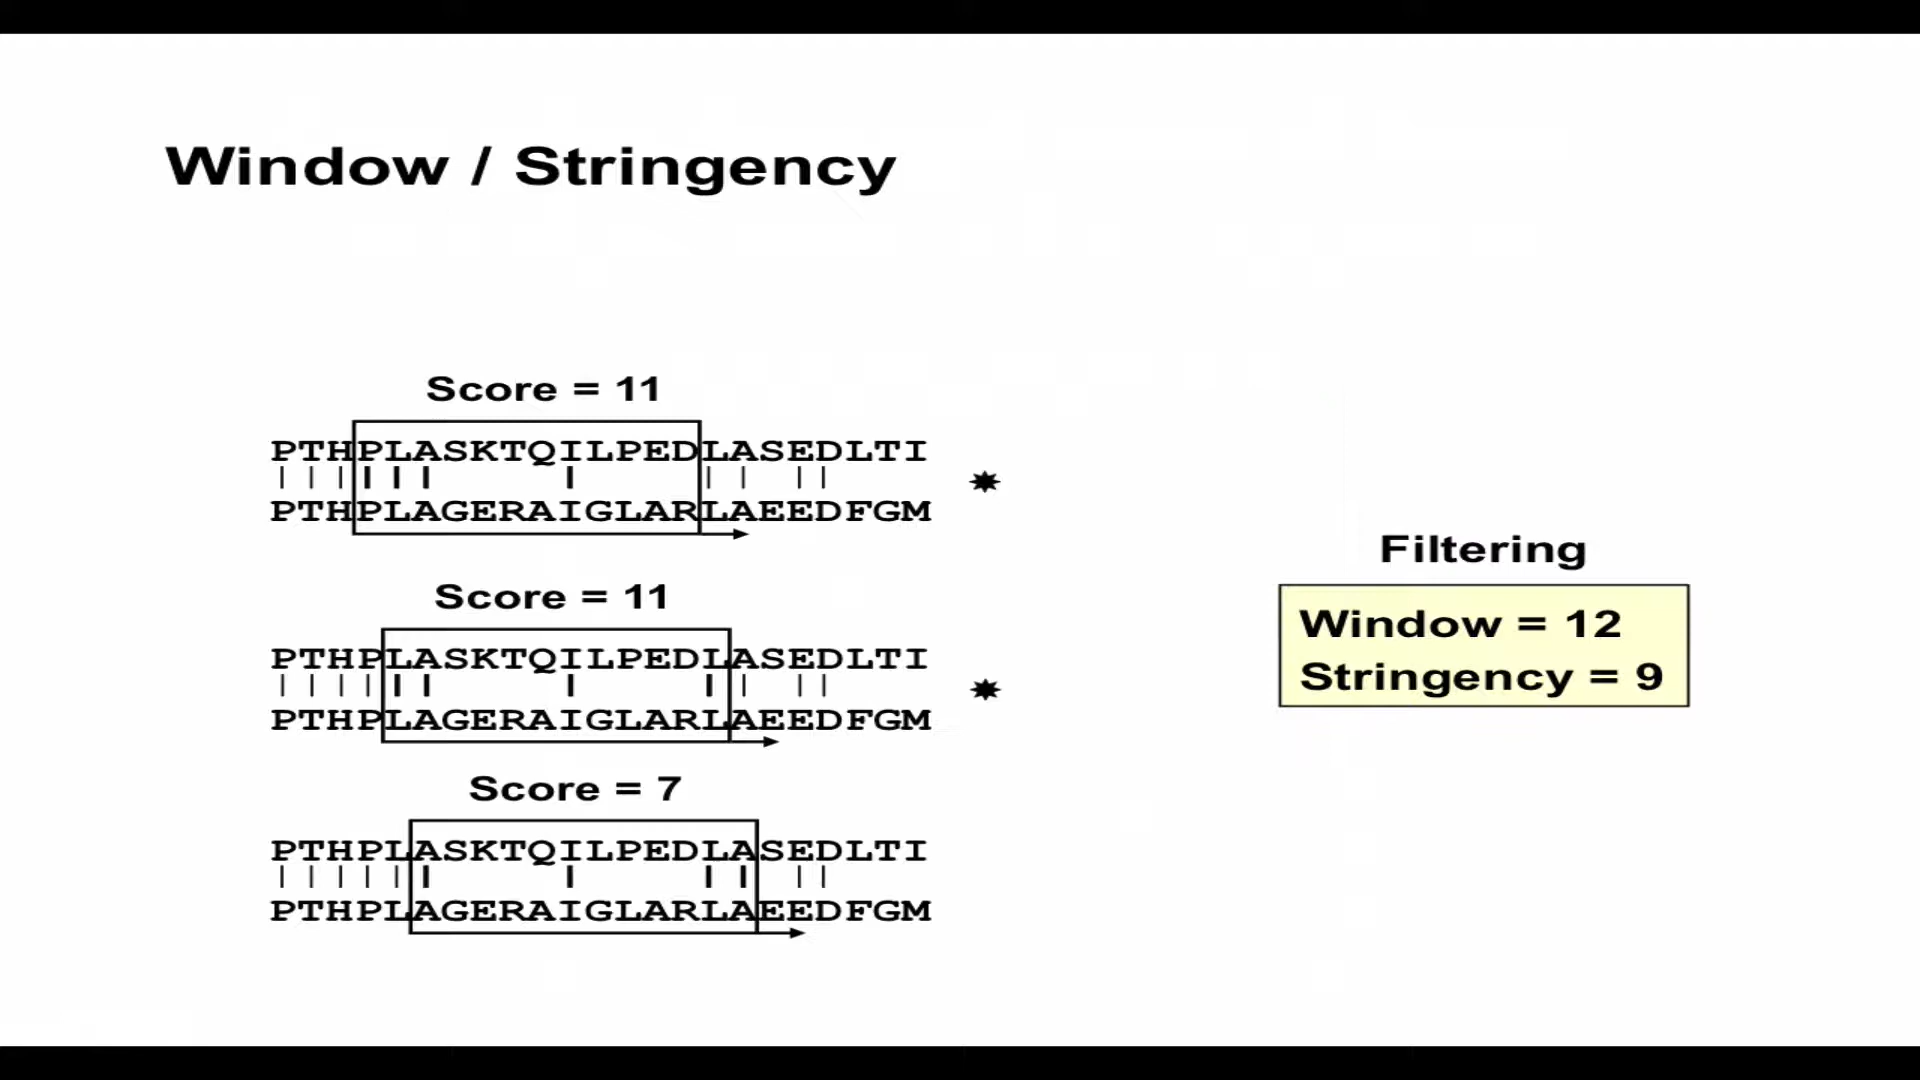 Window / Stringency
Score = 11
PTHPLASKTQILPEDLASEDLTI
PTHPLAGERAIGLARLAEEDFGM
Score = 11
PTHPLASKTQILPEDLASEDLTI
PTHPLAGERAIGLARLAEEDFGM
Score = 7
PTHPLASKTQILPEDLASEDLTI
PTHPLAGERAIGLARLAEEDFGM
Filtering
Window = 12
Stringency = 9